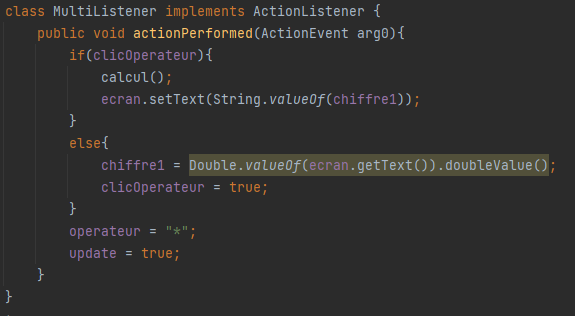 class MultiListener implements ActionListener {
    public void actionPerformed(ActionEvent arg0){
        if(clicOperateur){
            calcul();
            ecran.setText(String.valueOf(chiffre1));
        }
        else{
            chiffre1 = Double.valueOf(ecran.getText()).doubleValue();
            clicOperateur = true;
        }
        operateur = "*";
        update = true;
    }
}